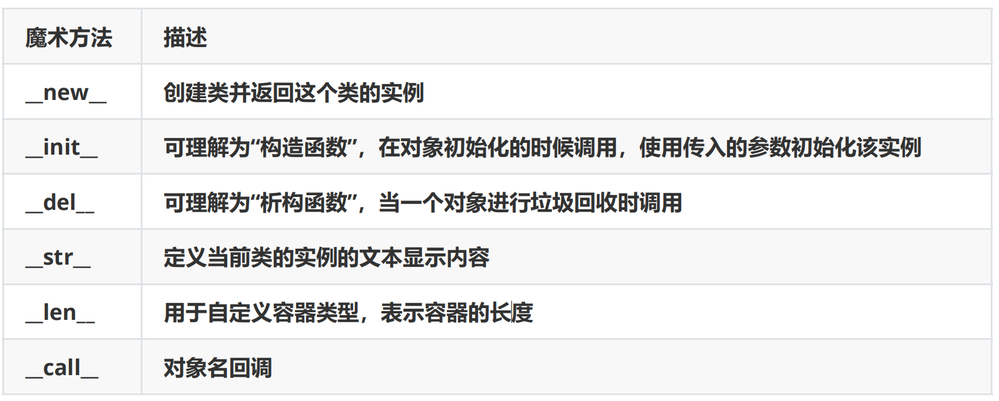 魔术方法 描述
__new__ 创建类并返回这个类的实例
__init__ 可理解为“构造函数”，在对象初始化的时候调用，使用传入的参数初始化该实例
__del__ 可理解为“析构函数”，当一个对象进行垃圾回收时调用
__str__ 定义当前类的实例的文本显示内容
__len__ 用于自定义容器类型，表示容器的长度
__call__ 对象名回调